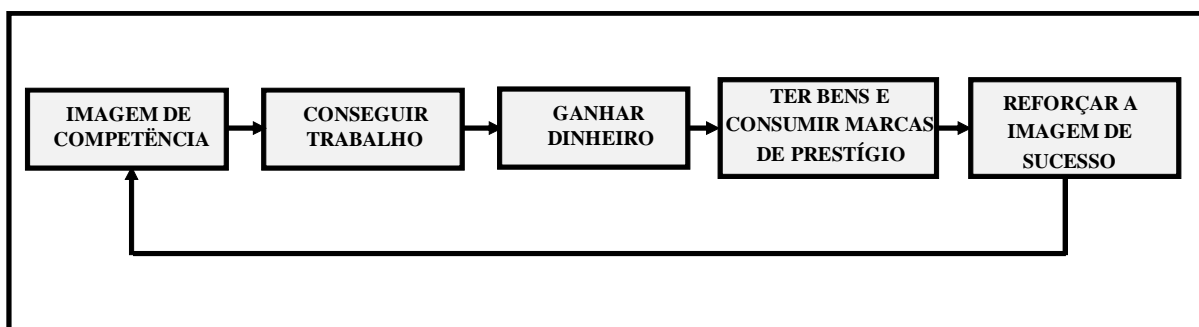 IMAGEM DE
COMPETËNCIA
CONSEGUIR
TRABALHO
GANHAR
DINHEIRO
TER BENS E
CONSUMIR MARCAS
DE PRESTÍGIO
REFORÇAR A
IMAGEM DE
SUCESSO